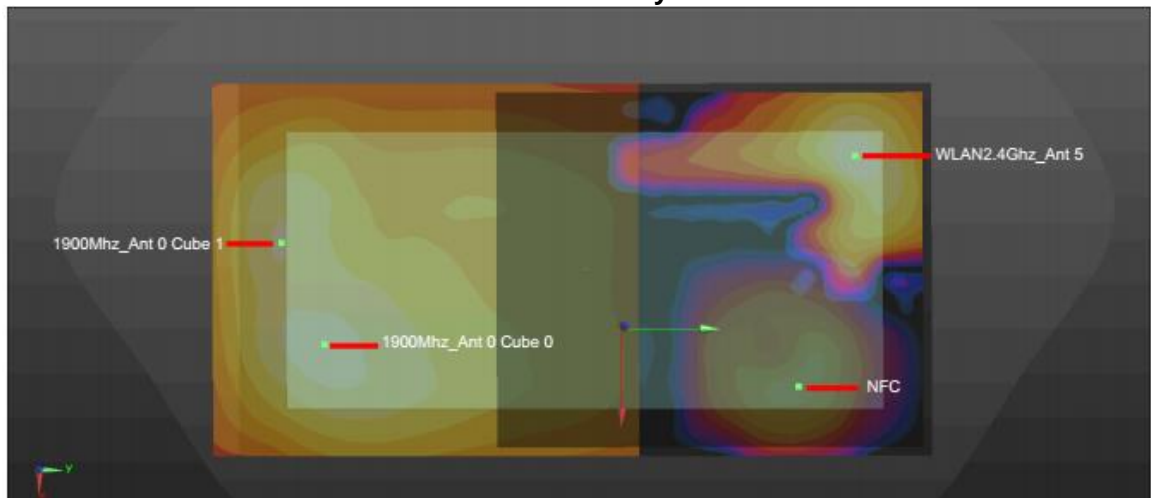 WLAN2.4Ghz_Ant 5
1900Mhz_Ant 0 Cube 1
1900Mhz_Ant 0 Cube 0
NFC
y